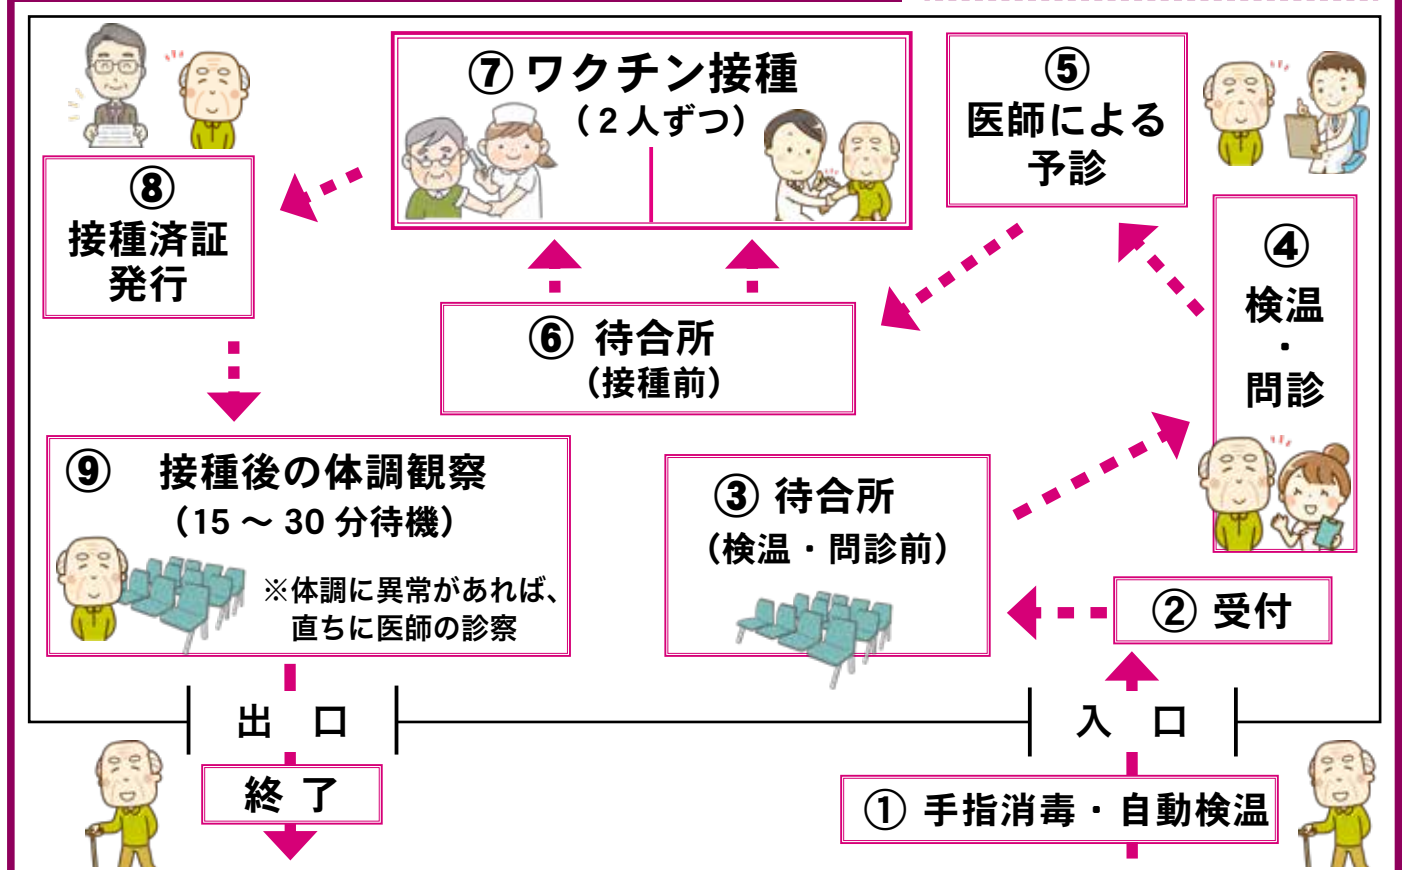 ⑦ ワクチン接種
（２人ずつ）
⑤
医師による
予診
⑧
接種済証
発行
④
検温
・
問診
⑥ 待合所
（接種前）
⑨ 接種後の体調観察
（15 〜 30 分待機）
※体調に異常があれば、
直ちに医師の診察
③ 待合所
（検温・問診前）
② 受付
出 口
入 口
終 了
① 手指消毒・自動検温